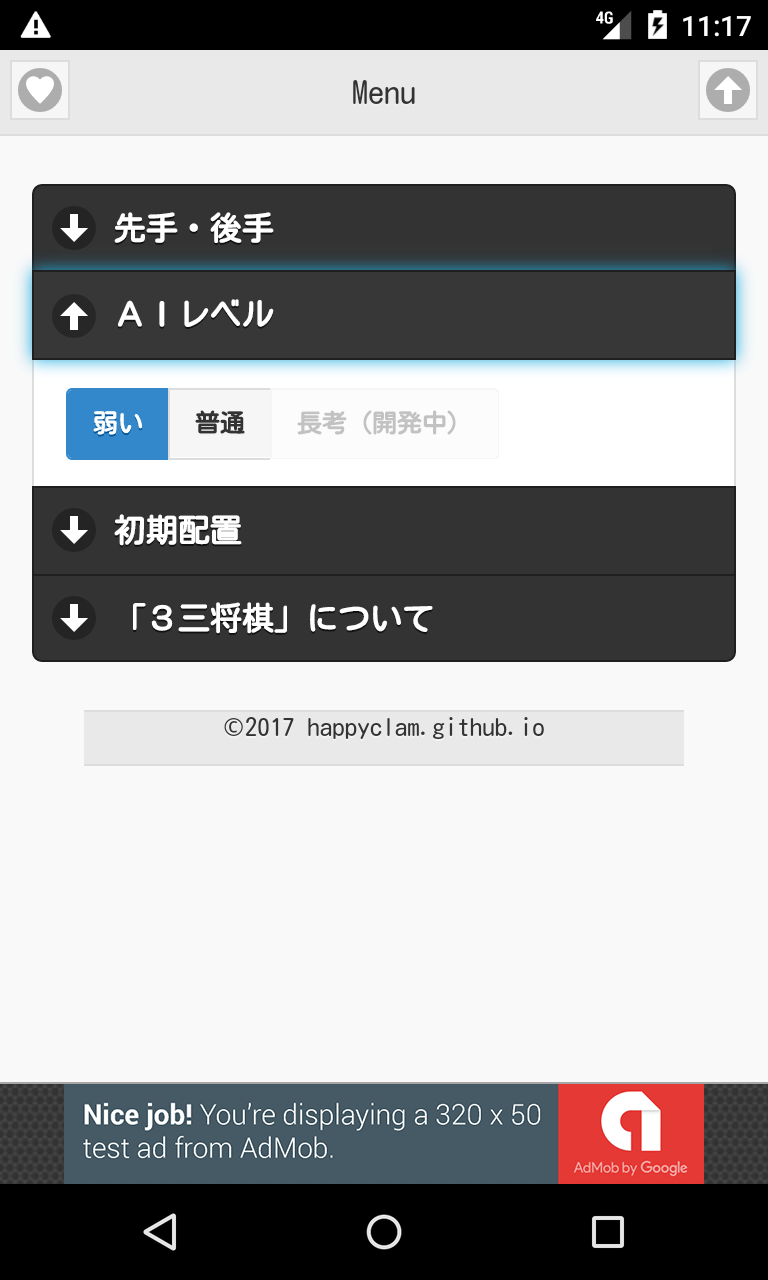 4G 11:17
Menu
先手・後手
ＡＩレベル
弱い 普通 長考（開発中）
初期配置
「３三将棋」について
©2017 happyclam.github.io
Nice job! You're displaying a 320 x 50
test ad from AdMob.
AdMob by Google